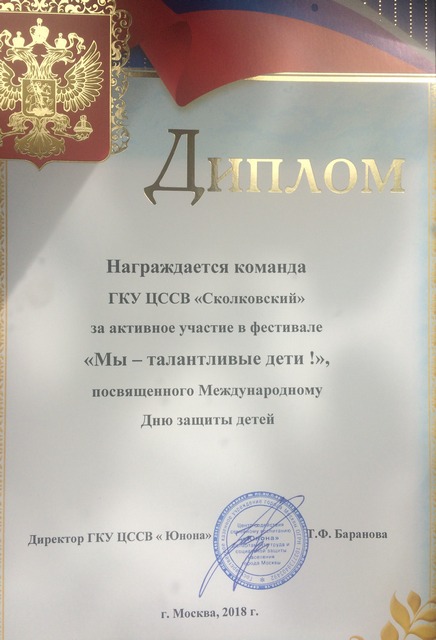 Диплом
Награждается команда
ГКУ ЦССВ «Сколковский»
за активное участие в фестивале
«Мы – талантливые дети !»,
посвященного Международному
Дню защиты детей
Директор ГКУ ЦССВ « Юнона» Т.Ф. Баранова
г. Москва, 2018 г.